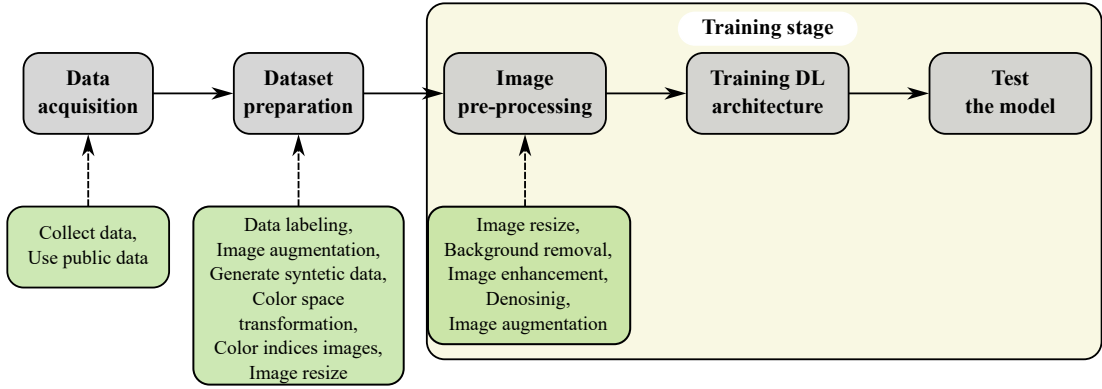 Training stage
Data
acquisition
Dataset
preparation
Image
pre-processing
Training DL
architecture
Test
the model
Collect data,
Use public data
Data labeling,
Image augmentation,
Generate syntetic data,
Color space
transformation,
Color indices images,
Image resize
Image resize,
Background removal,
Image enhancement,
Denosinig,
Image augmentation